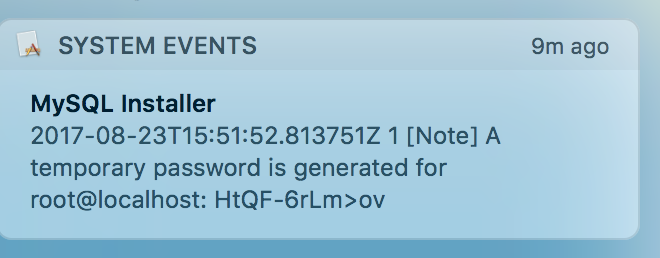 SYSTEM EVENTS 9m ago
MySQL Installer
2017-08-23T15:51:52.813751Z 1 [Note] A
temporary password is generated for
root@localhost: HtQF-6rLm>ov